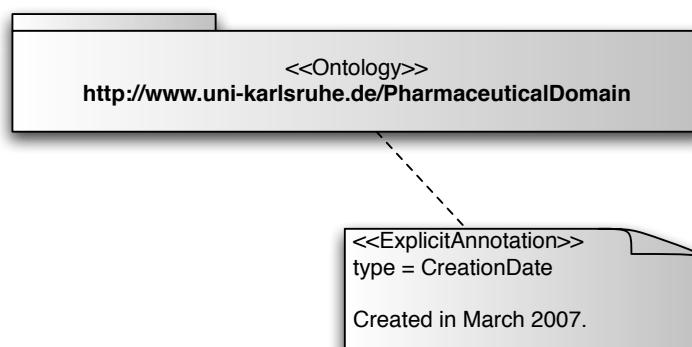 <<Ontology>>
http://www.uni-karlsruhe.de/PharmaceuticalDomain
<<ExplicitAnnotation>>
type = CreationDate
Created in March 2007.